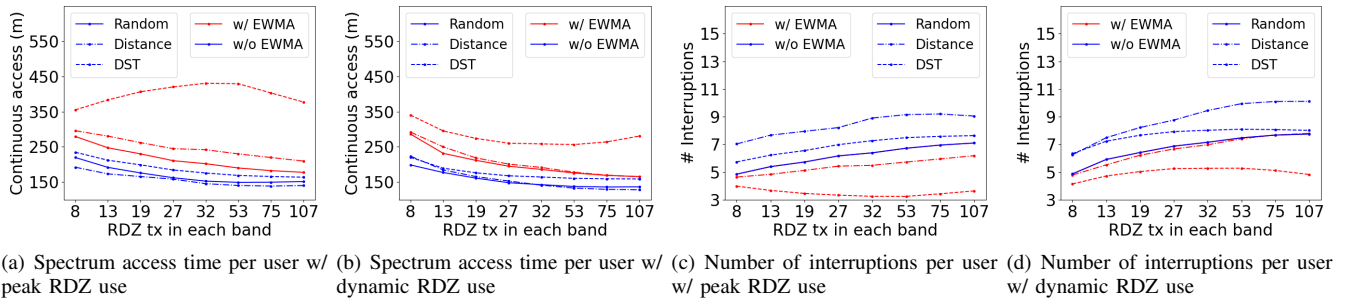 Continuous access (m)
550
450
350
250
150
Random
Distance
DST
w/ EWMA
w/o EWMA
8 13 19 27 32 53 75 107
RDZ tx in each band
(a) Spectrum access time per user w/
peak RDZ use
Continuous access (m)
550
450
350
250
150
Random
Distance
DST
w/ EWMA
w/o EWMA
8 13 19 27 32 53 75 107
RDZ tx in each band
(b) Spectrum access time per user w/
dynamic RDZ use
# Interruptions
15
13
11
9
7
5
3
w/ EWMA
w/o EWMA
Random
Distance
DST
8 13 19 27 32 53 75 107
RDZ tx in each band
(c) Number of interruptions per user
w/ peak RDZ use
# Interruptions
15
13
11
9
7
5
3
w/ EWMA
w/o EWMA
Random
Distance
DST
8 13 19 27 32 53 75 107
RDZ tx in each band
(d) Number of interruptions per user
w/ dynamic RDZ use